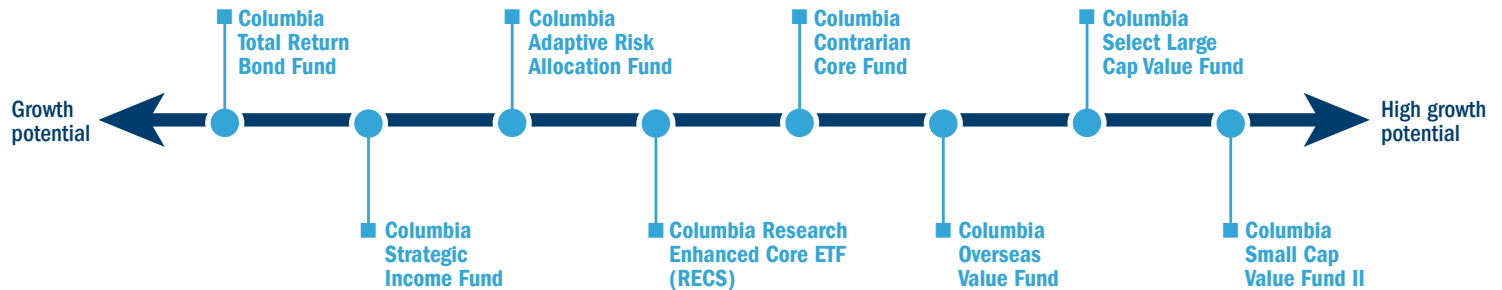 Growth
potential
Columbia
Total Return
Bond Fund
Columbia
Strategic
Income Fund
Columbia
Adaptive Risk
Allocation Fund
Columbia Research
Enhanced Core ETF
(RECS)
Columbia
Contrarian
Core Fund
Columbia
Overseas
Value Fund
Columbia
Select Large
Cap Value Fund
Columbia
Small Cap
Value Fund II
High growth
potential